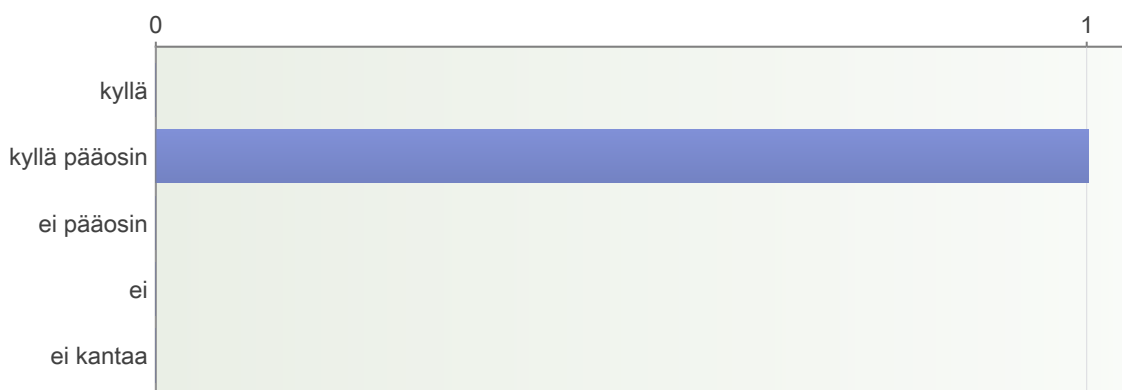 0 1
kyllä
kyllä pääosin
ei pääosin
ei
ei kantaa